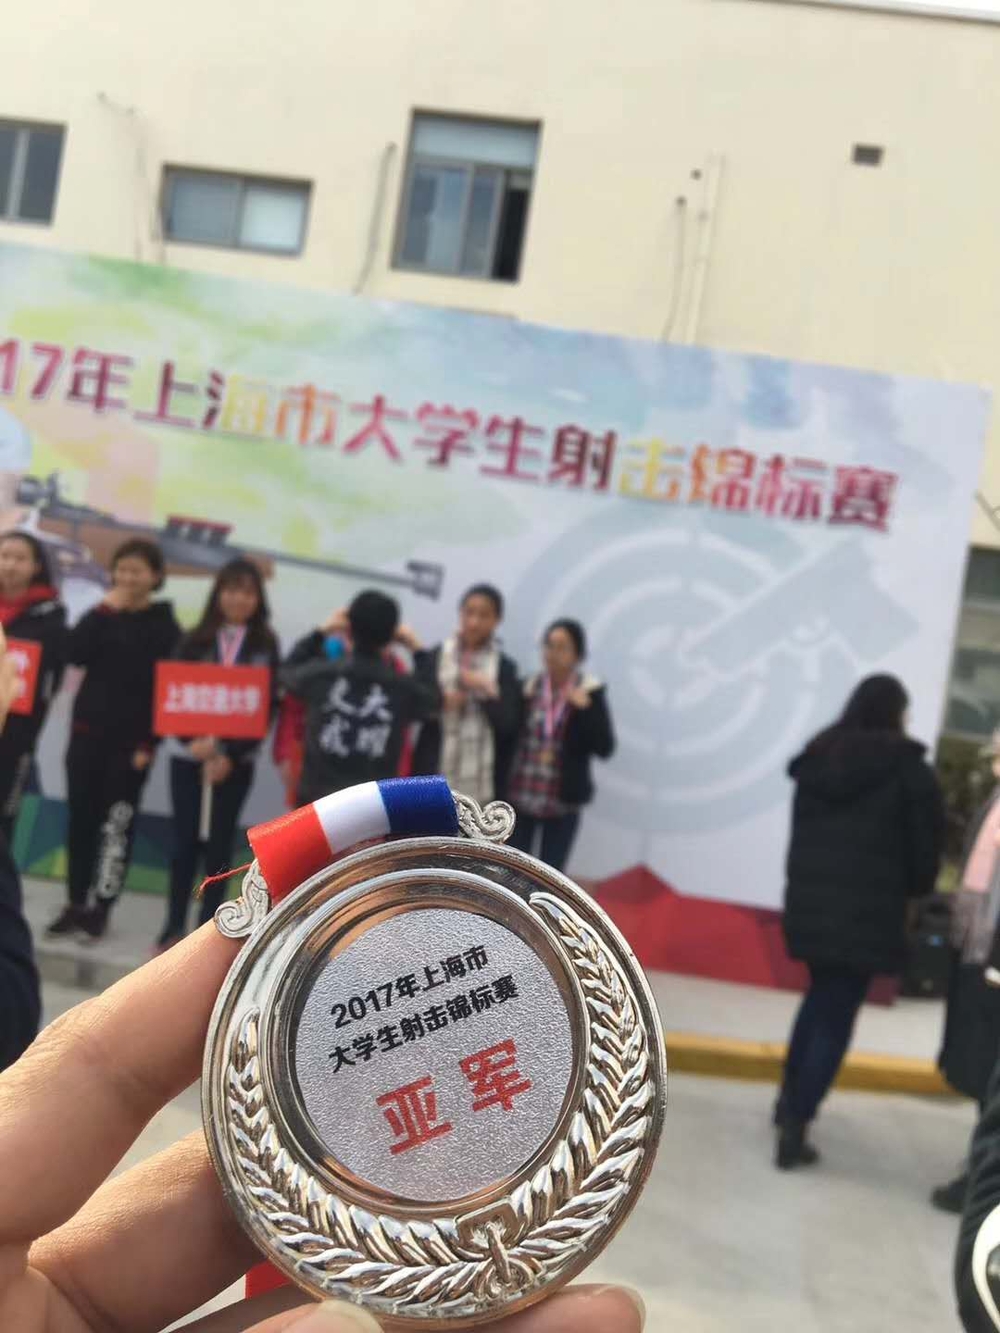 17年上海市大学生射击锦标赛
上海交通大学
2017年上海市
大学生射击锦标赛
亚军